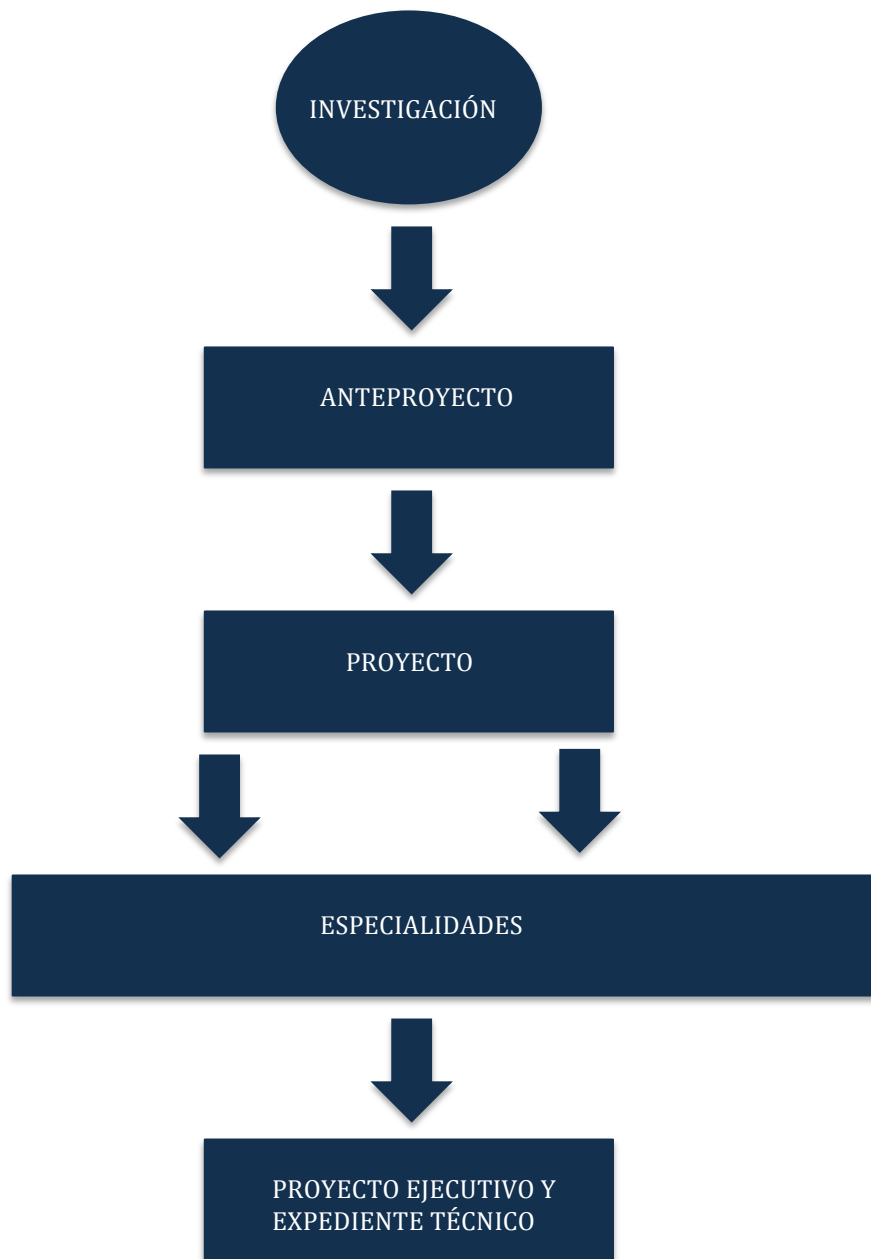 INVESTIGACIÓN
ANTEPROYECTO
PROYECTO
ESPECIALIDADES
PROYECTO EJECUTIVO Y
EXPEDIENTE TÉCNICO